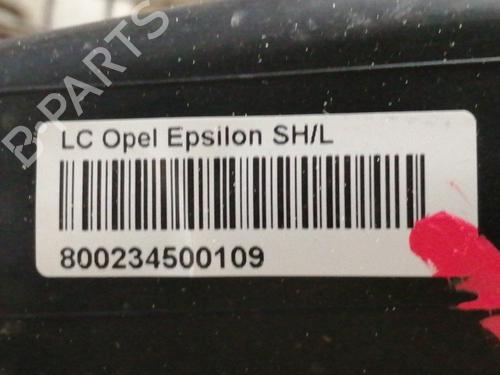 B-PARTS
LC Opel Epsilon SH/L
800234500109